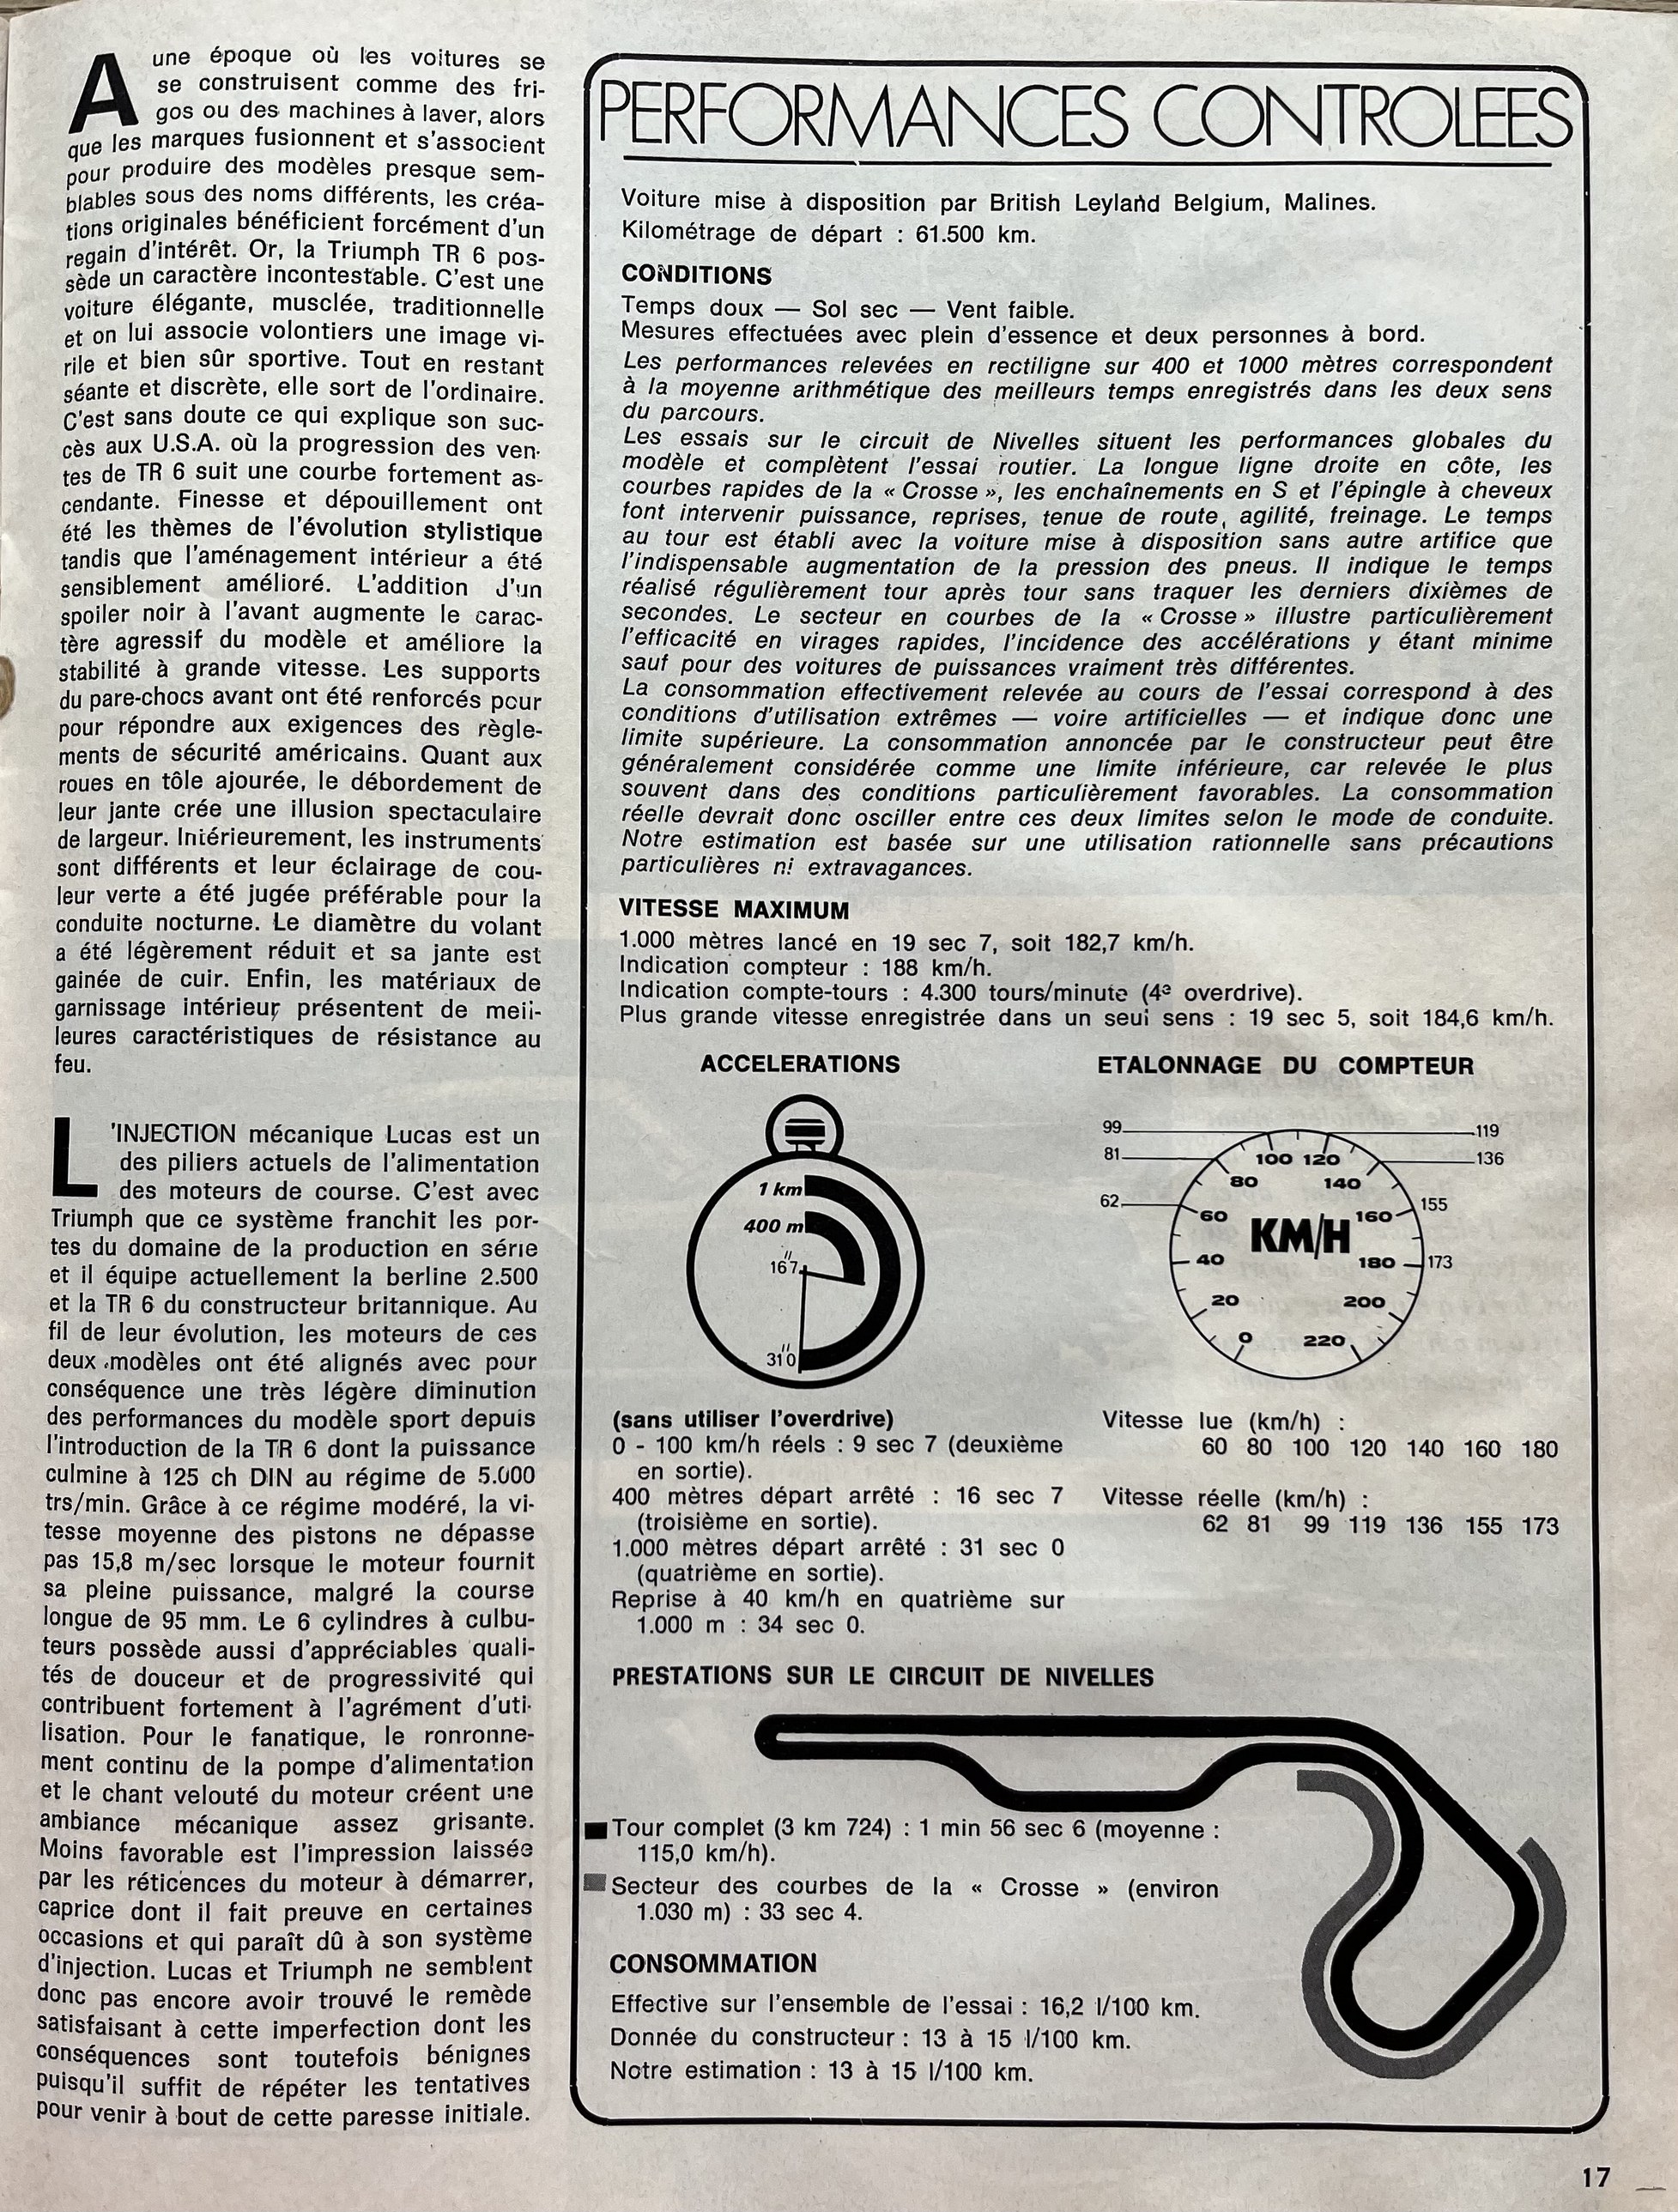 A une époque où les voitures se
se construisent comme des fri-
gos ou des machines à laver, alors
que les marques fusionnent et s'associent
pour produire des modèles presque sem-
blables sous des noms différents, les créa-
tions originales bénéficient forcément d'un
regain d'intérêt. Or, la Triumph TR 6 pos-
sède un caractère incontestable. C'est une
voiture élégante, musclée, traditionnelle
et on lui associe volontiers une image vi-
rile et bien sûr sportive. Tout en restant
séante et discrète, elle sort de l'ordinaire.
C'est sans doute ce qui explique son suc-
cès aux U.S.A. où la progression des ven-
tes de TR 6 suit une courbe fortement as-
cendante. Finesse et dépouillement ont
été les thèmes de l'évolution stylistique
tandis que l'aménagement intérieur a été
sensiblement amélioré. L'addition d'un
spoiler noir à l'avant augmente le carac-
tère agressif du modèle et améliore la
stabilité à grande vitesse. Les supports
du pare-chocs avant ont été renforcés pour
pour répondre aux exigences des règle-
ments de sécurité américains. Quant aux
roues en tôle ajourée, le débordement de
leur jante crée une illusion spectaculaire
de largeur. Intérieurement, les instruments
sont différents et leur éclairage de cou-
leur verte a été jugée préférable pour la
conduite nocturne. Le diamètre du volant
a été légèrement réduit et sa jante est
gainée de cuir. Enfin, les matériaux de
garnissage intérieur présentent de meil-
leures caractéristiques de résistance au
feu.
L'INJECTION mécanique Lucas est un
des piliers actuels de l'alimentation
des moteurs de course. C'est avec
Triumph que ce système franchit les por-
tes du domaine de la production en série
et il équipe actuellement la berline 2.500
et la TR 6 du constructeur britannique. Au
fil de leur évolution, les moteurs de ces
deux modèles ont été alignés avec pour
conséquence une très légère diminution
des performances du modèle sport depuis
l'introduction de la TR 6 dont la puissance
culmine à 125 ch DIN au régime de 5.000
trs/min. Grâce à ce régime modéré, la vi-
tesse moyenne des pistons ne dépasse
pas 15,8 m/sec lorsque le moteur fournit
sa pleine puissance, malgré la course
longue de 95 mm. Le 6 cylindres à culbu-
teurs possède aussi d'appréciables quali-
tés de douceur et de progressivité qui
contribuent fortement à l'agrément d'uti-
lisation. Pour le fanatique, le ronronne-
ment continu de la pompe d'alimentation
et le chant velouté du moteur créent une
ambiance mécanique assez grisante.
Moins favorable est l'impression laissée
par les réticences du moteur à démarrer,
caprice dont il fait preuve en certaines
occasions et qui paraît dû à son système
d'injection. Lucas et Triumph ne semblent
donc pas encore avoir trouvé le remède
satisfaisant à cette imperfection dont les
conséquences sont toutefois bénignes
puisqu'il suffit de répéter les tentatives
pour venir à bout de cette paresse initiale.
PERFORMANCES CONTROLEES
Voiture mise à disposition par British Leyland Belgium, Malines.
Kilométrage de départ : 61.500 km.
CONDITIONS
Temps doux — Sol sec — Vent faible.
Mesures effectuées avec plein d'essence et deux personnes à bord.
Les performances relevées en rectiligne sur 400 et 1000 mètres correspondent
à la moyenne arithmétique des meilleurs temps enregistrés dans les deux sens
du parcours.
Les essais sur le circuit de Nivelles situent les performances globales du
modèle et complètent l'essai routier. La longue ligne droite en côte, les
courbes rapides de la « Crosse », les enchaînements en S et l'épingle à cheveux
font intervenir puissance, reprises, tenue de route, agilité, freinage. Le temps
au tour est établi avec la voiture mise à disposition sans autre artifice que
l'indispensable augmentation de la pression des pneus. Il indique le temps
réalisé régulièrement tour après tour sans traquer les derniers dixièmes de
secondes. Le secteur en courbes de la « Crosse » illustre particulièrement
l'efficacité en virages rapides, l'incidence des accélérations y étant minime
sauf pour des voitures de puissances vraiment très différentes.
La consommation effectivement relevée au cours de l'essai correspond à des
conditions d'utilisation extrêmes — voire artificielles — et indique donc une
limite supérieure. La consommation annoncée par le constructeur peut être
généralement considérée comme une limite inférieure, car relevée le plus
souvent dans des conditions particulièrement favorables. La consommation
réelle devrait donc osciller entre ces deux limites selon le mode de conduite.
Notre estimation est basée sur une utilisation rationnelle sans précautions
particulières ni extravagances.
VITESSE MAXIMUM
1.000 mètres lancé en 19 sec 7, soit 182,7 km/h.
Indication compteur : 188 km/h.
Indication compte-tours : 4.300 tours/minute (4e overdrive).
Plus grande vitesse enregistrée dans un seul sens : 19 sec 5, soit 184,6 km/h.
ACCELERATIONS
1 km
400 m
16"7
31"0
(sans utiliser l'overdrive)
0 - 100 km/h réels : 9 sec 7 (deuxième
en sortie).
400 mètres départ arrêté : 16 sec 7
(troisième en sortie).
1.000 mètres départ arrêté : 31 sec 0
(quatrième en sortie).
Reprise à 40 km/h en quatrième sur
1.000 m : 34 sec 0.
ETALONNAGE DU COMPTEUR
99 119
81 100 120 136
80 140
62 60 160 155
KM/H
40 180 173
20 200
0 220
Vitesse lue (km/h) :
60 80 100 120 140 160 180
Vitesse réelle (km/h) :
62 81 99 119 136 155 173
PRESTATIONS SUR LE CIRCUIT DE NIVELLES
Tour complet (3 km 724) : 1 min 56 sec 6 (moyenne :
115,0 km/h).
Secteur des courbes de la « Crosse » (environ
1.030 m) : 33 sec 4.
CONSOMMATION
Effective sur l'ensemble de l'essai : 16,2 l/100 km.
Donnée du constructeur : 13 à 15 l/100 km.
Notre estimation : 13 à 15 l/100 km.
17